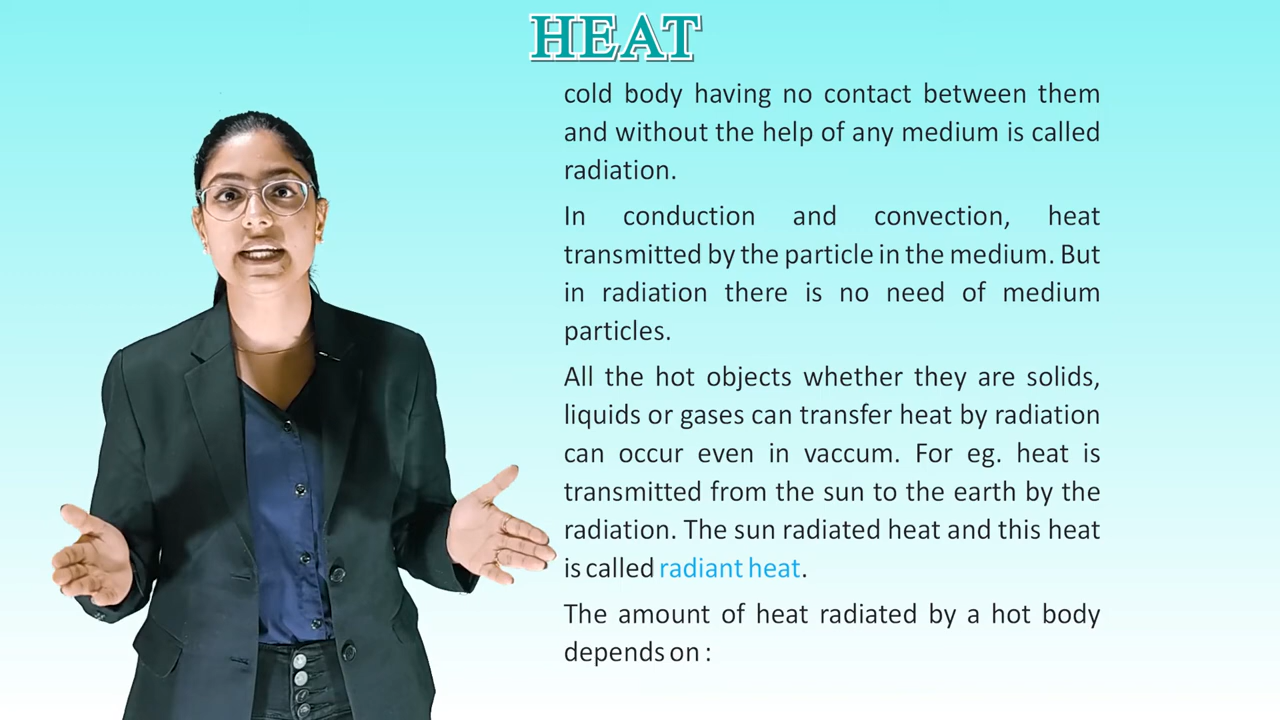 HEAT
cold body having no contact between them
and without the help of any medium is called
radiation.
In conduction and convection, heat
transmitted by the particle in the medium. But
in radiation there is no need of medium
particles.
All the hot objects whether they are solids,
liquids or gases can transfer heat by radiation
can occur even in vaccum. For eg. heat is
transmitted from the sun to the earth by the
radiation. The sun radiated heat and this heat
is called radiant heat.
The amount of heat radiated by a hot body
depends on :